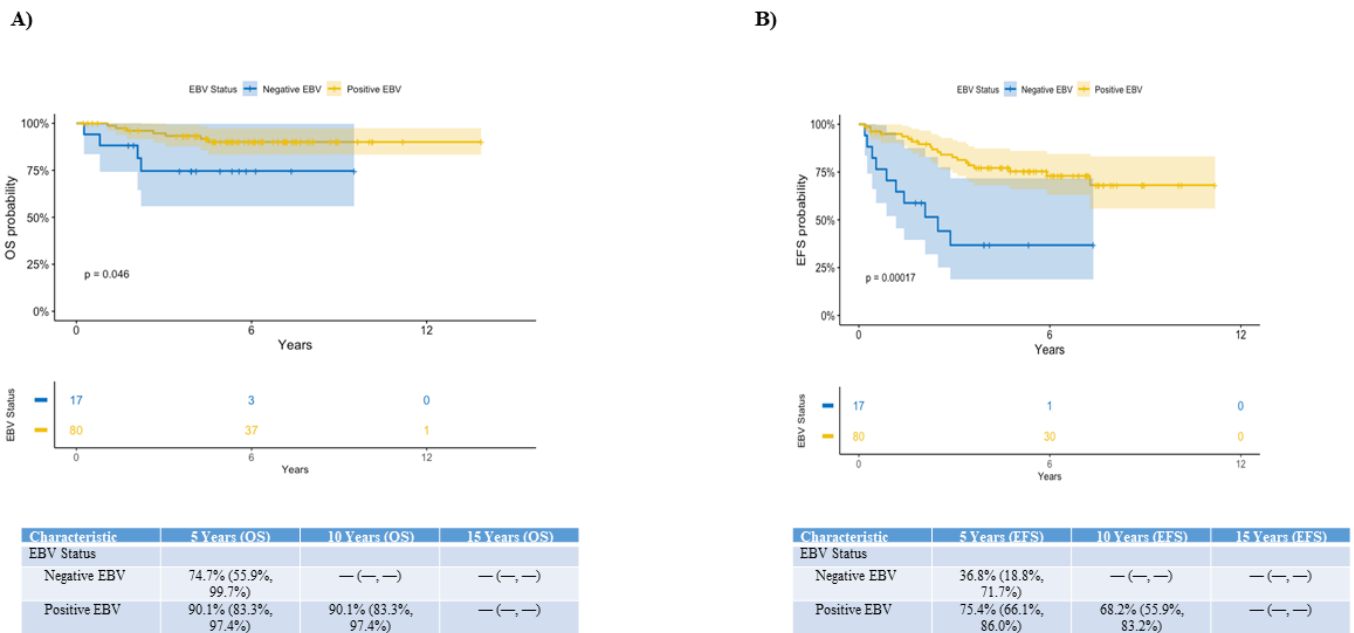 A)
EBV Status Negative EBV Positive EBV
100%
75%
50%
25%
0%
OS probability
p = 0.046
0 6 12
Years
EBV Status
17 3 0
80 37 1
0 6 12
Years
Characteristic 5 Years (OS) 10 Years (OS) 15 Years (OS)
EBV Status
Negative EBV 74.7% (55.9%, — (—, —) — (—, —)
99.7%)
Positive EBV 90.1% (83.3%, 90.1% (83.3%, — (—, —)
97.4%) 97.4%)
B)
EBV Status Negative EBV Positive EBV
100%
75%
50%
25%
0%
EFS probability
p = 0.00017
0 6 12
Years
EBV Status
17 1 0
80 30 0
0 6 12
Years
Characteristic 5 Years (EFS) 10 Years (EFS) 15 Years (EFS)
EBV Status
Negative EBV 36.8% (18.8%, — (—, —) — (—, —)
71.7%)
Positive EBV 75.4% (66.1%, 68.2% (55.9%, — (—, —)
86.0%) 83.2%)